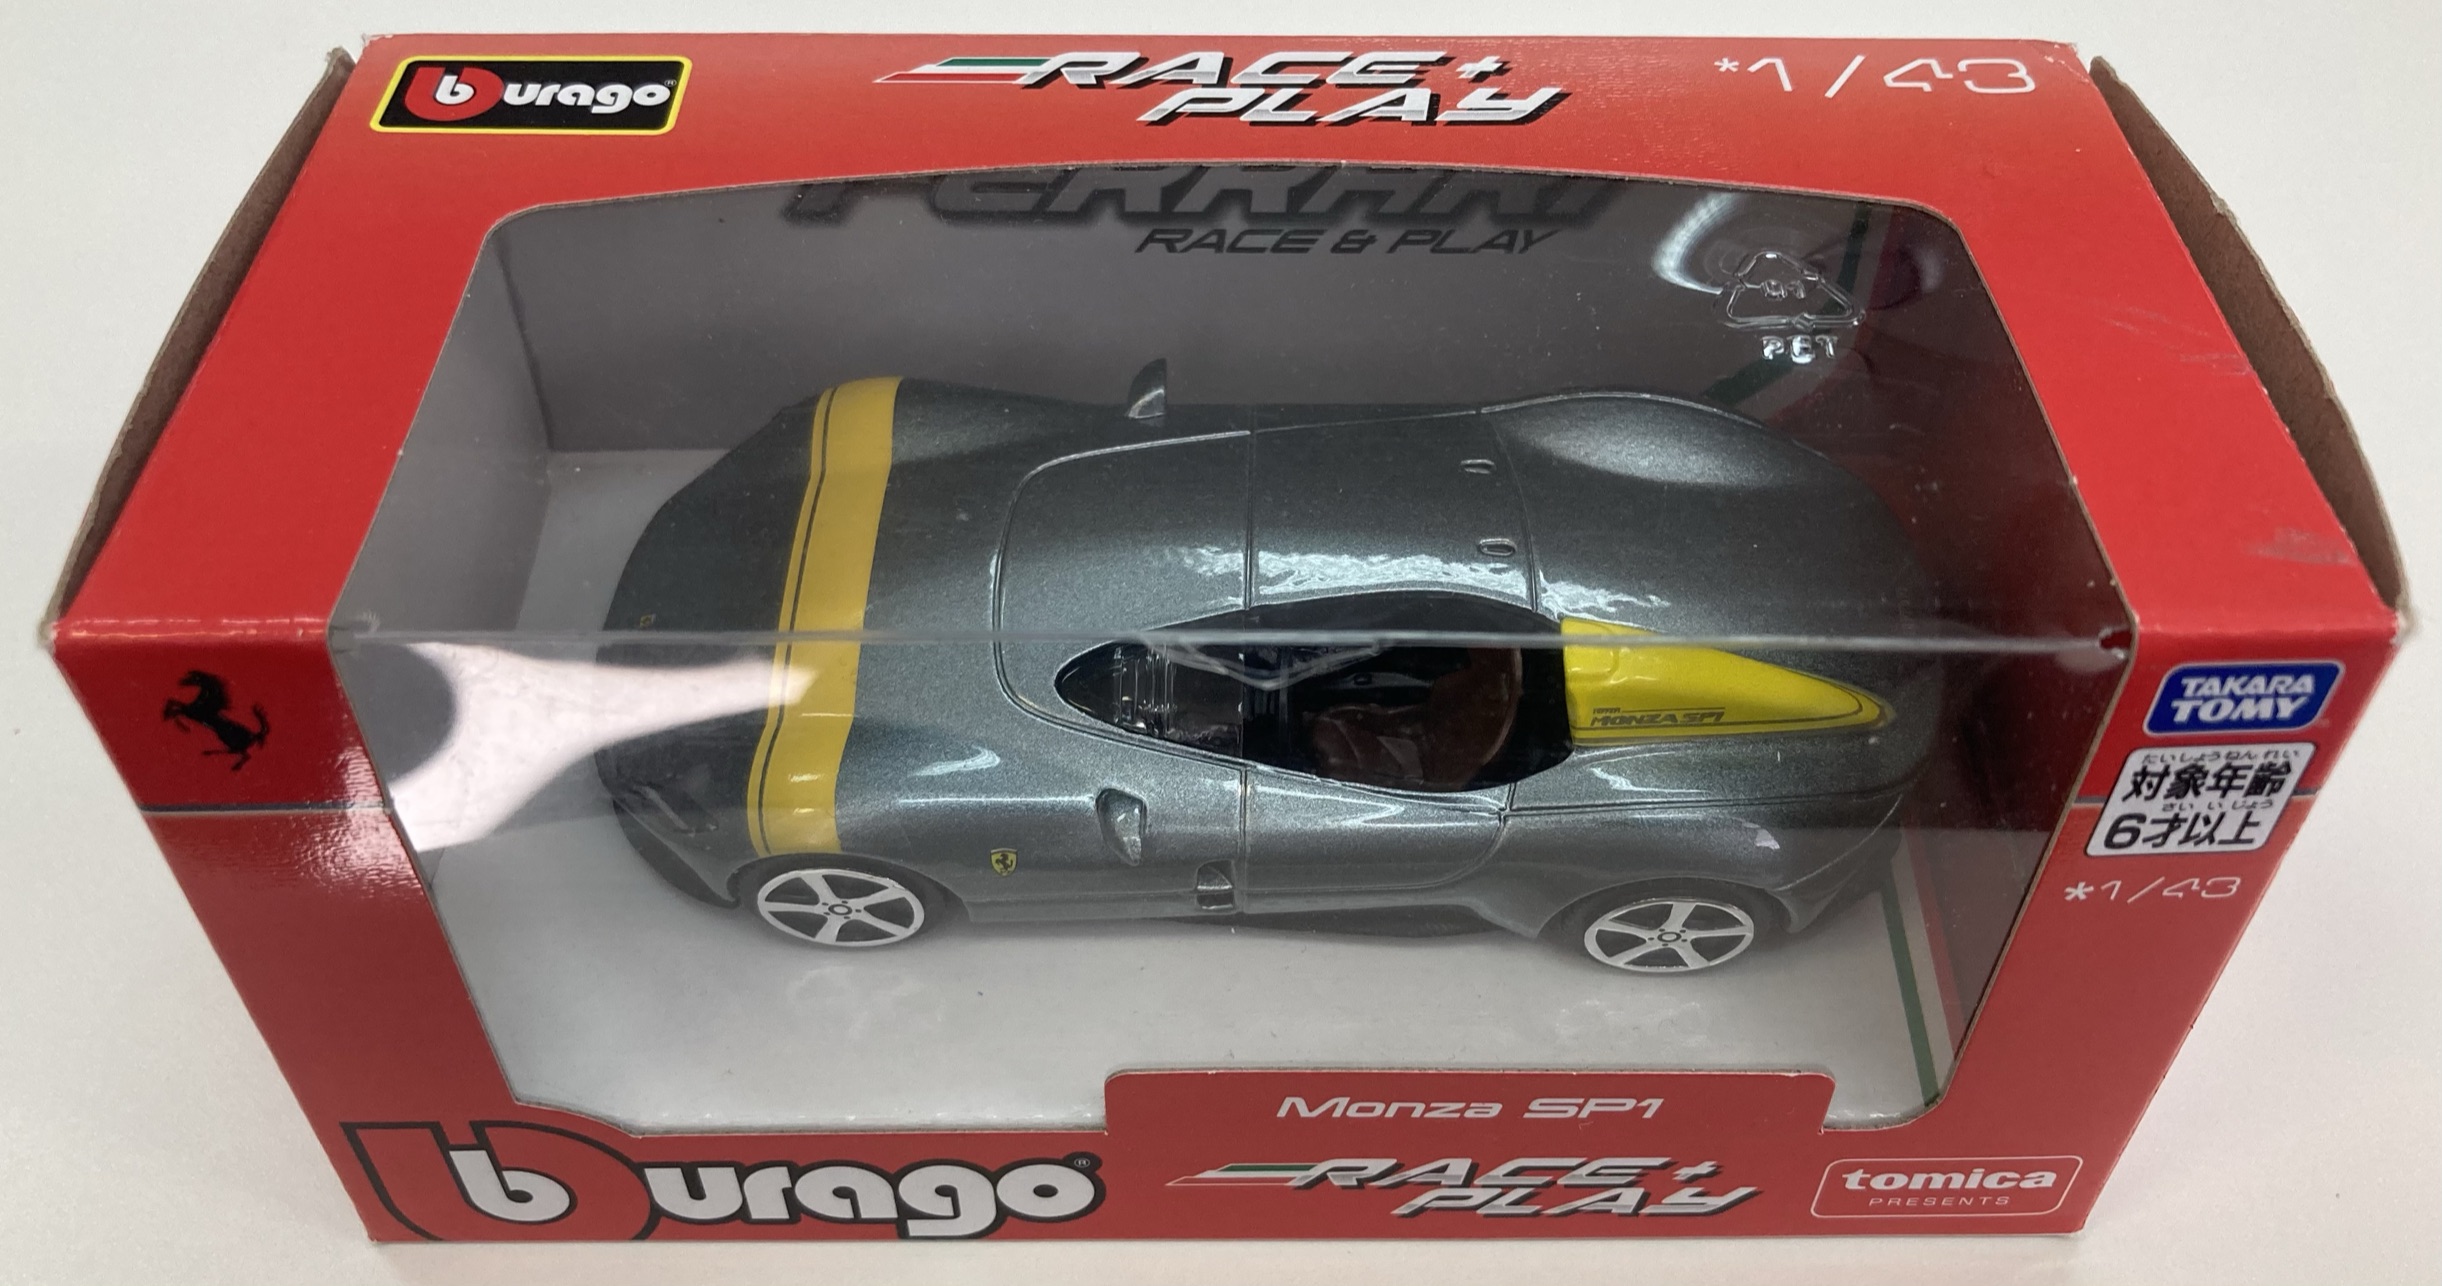 burago®
RACE+
PLAY
*1/43
FERRARI
RACE & PLAY
01
PET
FERRARI
MONZA SP1
TAKARA
TOMY
たいしょうねんれい
対象年齢
さい いじょう
6才以上
*1/43
Monza SP1
burago®
RACE+
PLAY
tomica
PRESENTS